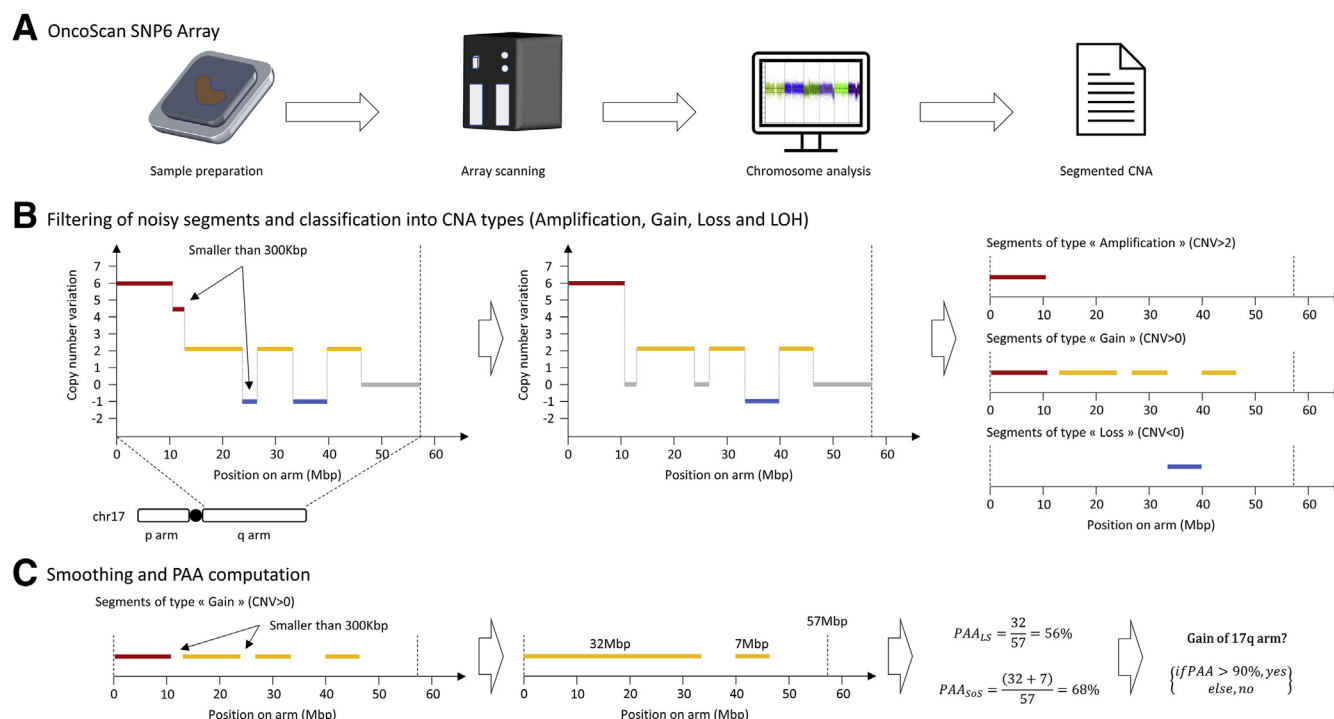 A OncoScan SNP6 Array
Sample preparation
Array scanning
Chromosome analysis
Segmented CNA
B Filtering of noisy segments and classification into CNA types (Amplification, Gain, Loss and LOH)
Smaller than 300Kbp
Copy number variation
7
6
5
4
3
2
1
0
-1
-2
0 10 20 30 40 50 60
Position on arm (Mbp)
chr17
p arm
q arm
Copy number variation
7
6
5
4
3
2
1
0
-1
-2
0 10 20 30 40 50 60
Position on arm (Mbp)
Segments of type « Amplification » (CNV>2)
0 10 20 30 40 50 60
Segments of type « Gain » (CNV>0)
0 10 20 30 40 50 60
Segments of type « Loss » (CNV<0)
0 10 20 30 40 50 60
Position on arm (Mbp)
C Smoothing and PAA computation
Segments of type « Gain » (CNV>0)
Smaller than 300Kbp
0 10 20 30 40 50 60
Position on arm (Mbp)
32Mbp
7Mbp
57Mbp
0 10 20 30 40 50 60
Position on arm (Mbp)
PAA_LS = 32/57 = 56%
PAA_SoS = (32 + 7)/57 = 68%
Gain of 17q arm?
{if PAA > 90%, yes
else, no}